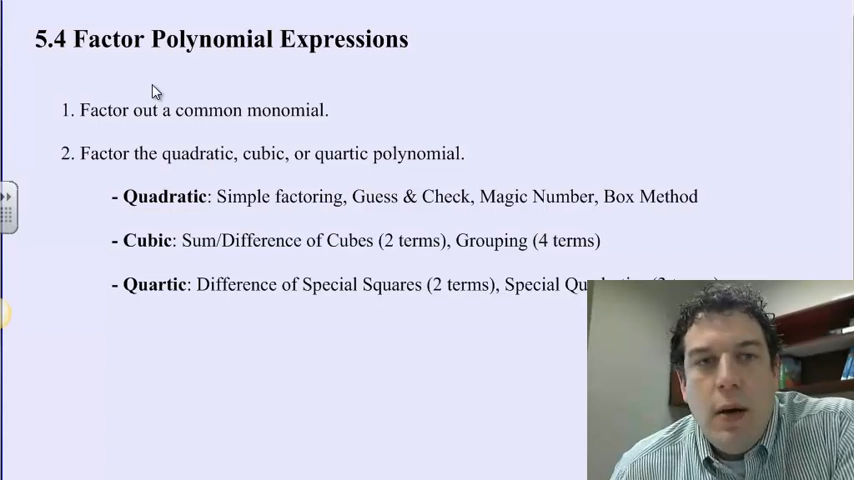 5.4 Factor Polynomial Expressions
1. Factor out a common monomial.
2. Factor the quadratic, cubic, or quartic polynomial.
- Quadratic: Simple factoring, Guess & Check, Magic Number, Box Method
- Cubic: Sum/Difference of Cubes (2 terms), Grouping (4 terms)
- Quartic: Difference of Special Squares (2 terms), Special